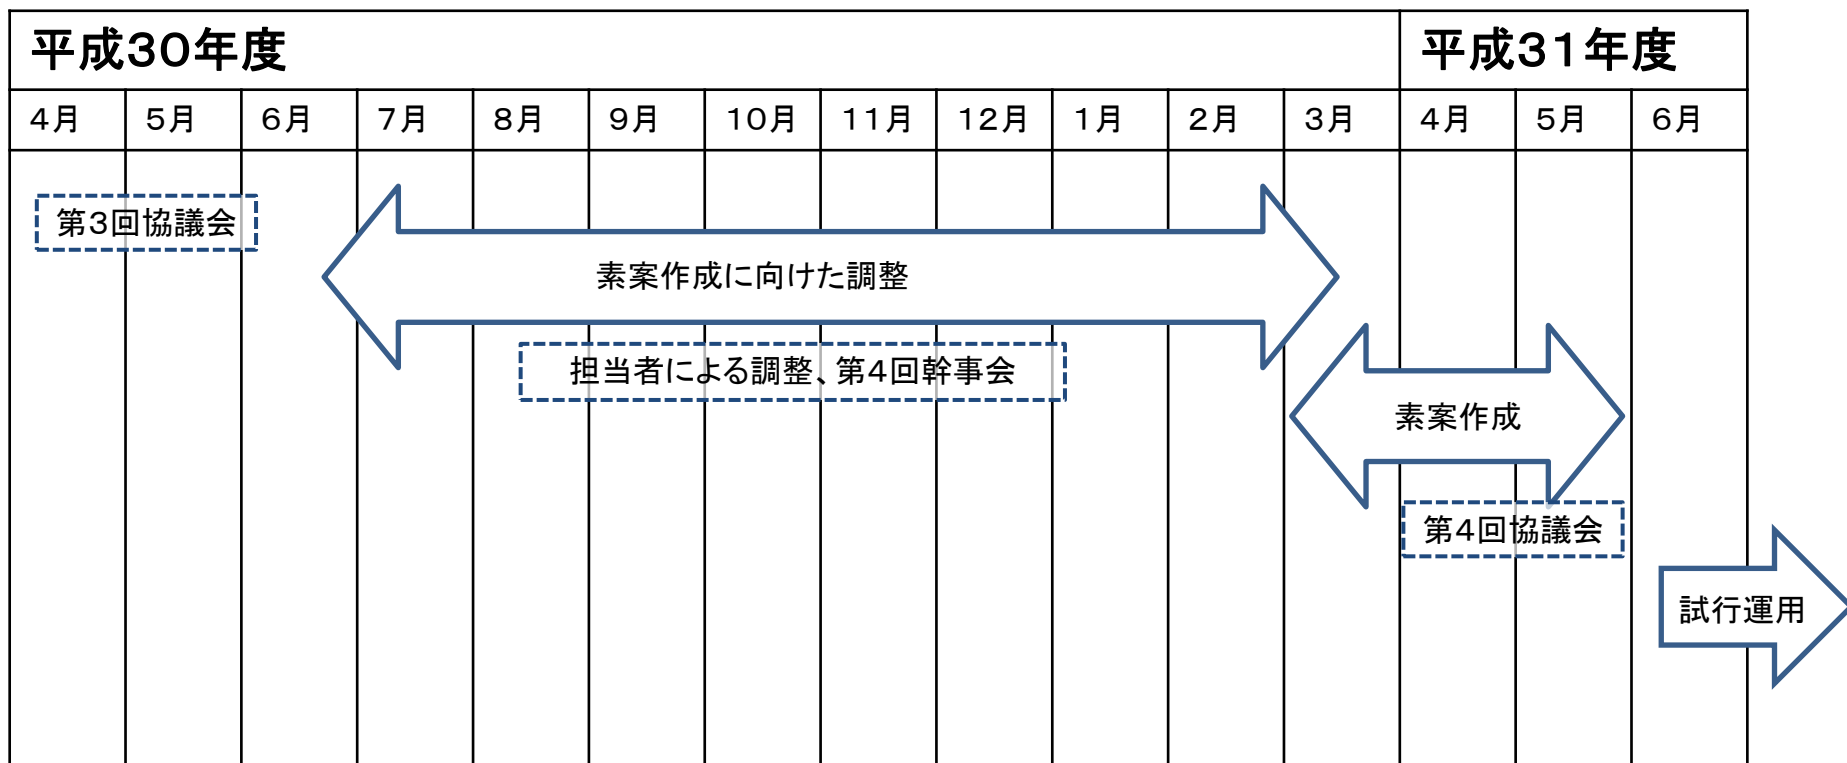 平成30年度 平成31年度
4月 5月 6月 7月 8月 9月 10月 11月 12月 1月 2月 3月 4月 5月 6月
第3回協議会
素案作成に向けた調整
担当者による調整、第4回幹事会
素案作成
第4回協議会
試行運用